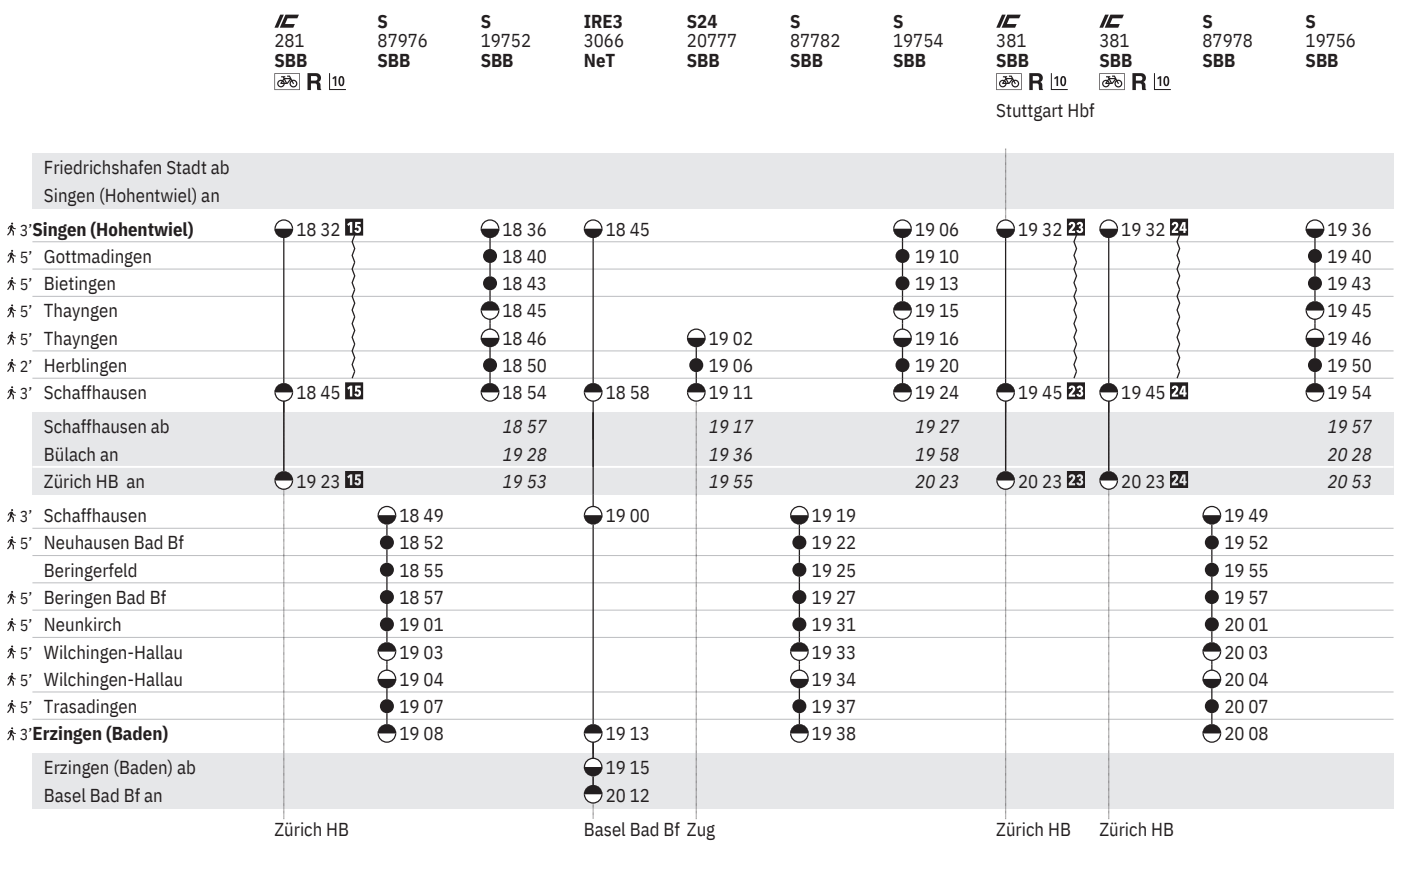 IC S S IRE3 S24 S S IC IC S S
281 87976 19752 3066 20777 87782 19754 381 381 87978 19756
SBB SBB SBB NeT SBB SBB SBB SBB SBB SBB SBB
R 10 R 10 R 10
Stuttgart Hbf
Friedrichshafen Stadt ab
Singen (Hohentwiel) an
3’ Singen (Hohentwiel) 18 32 15 18 36 18 45 19 06 19 32 23 19 32 24 19 36
5’ Gottmadingen 18 40 19 10 19 40
5’ Bietingen 18 43 19 13 19 43
5’ Thayngen 18 45 19 15 19 45
5’ Thayngen 18 46 19 02 19 16 19 46
2’ Herblingen 18 50 19 06 19 20 19 50
3’ Schaffhausen 18 45 15 18 54 18 58 19 11 19 24 19 45 23 19 45 24 19 54
Schaffhausen ab 18 57 19 17 19 27 19 57
Bülach an 19 28 19 36 19 58 20 28
Zürich HB an 19 23 15 19 53 19 55 20 23 20 23 23 20 23 24 20 53
3’ Schaffhausen 18 49 19 00 19 19 19 49
5’ Neuhausen Bad Bf 18 52 19 22 19 52
Beringerfeld 18 55 19 25 19 55
5’ Beringen Bad Bf 18 57 19 27 19 57
5’ Neunkirch 19 01 19 31 20 01
5’ Wilchingen-Hallau 19 03 19 33 20 03
5’ Wilchingen-Hallau 19 04 19 34 20 04
5’ Trasadingen 19 07 19 37 20 07
3’ Erzingen (Baden) 19 08 19 13 19 38 20 08
Erzingen (Baden) ab 19 15
Basel Bad Bf an 20 12
Zürich HB Basel Bad Bf Zug Zürich HB Zürich HB